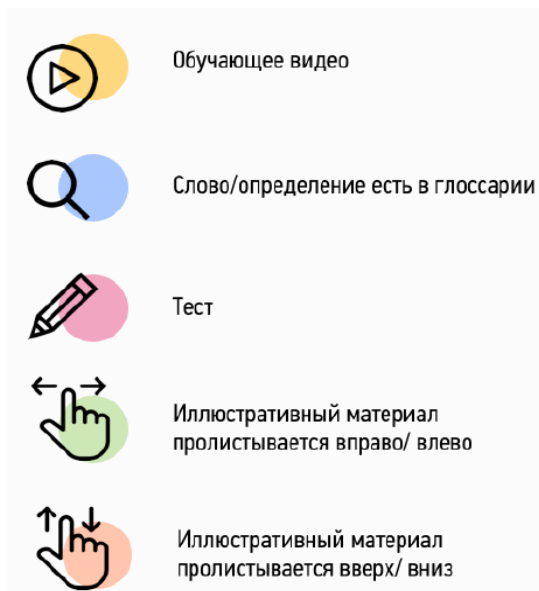 Обучающее видео
Слово/определение есть в глоссарии
Тест
Иллюстративный материал
пролистывается вправо/ влево
Иллюстративный материал
пролистывается вверх/ вниз